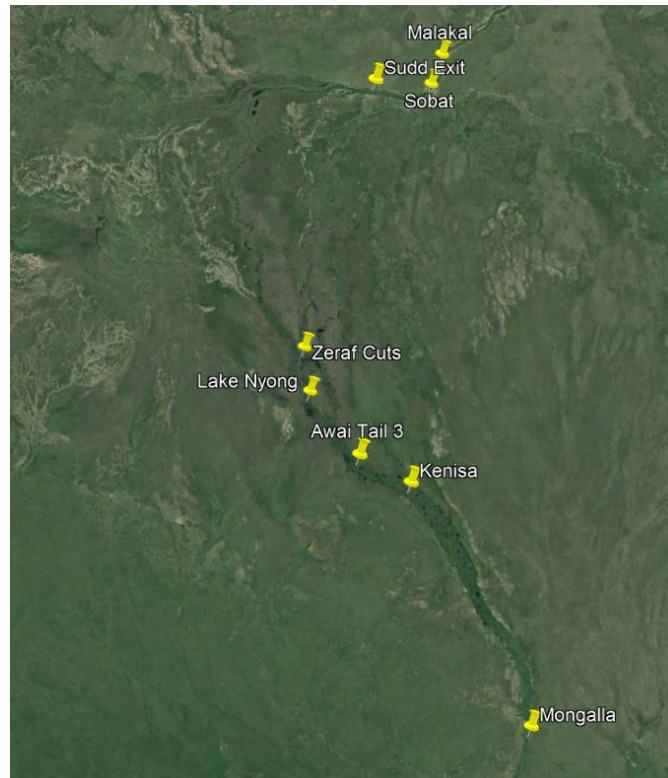 Malakal
Sudd Exit
Sobat
Zeraf Cuts
Lake Nyong
Awai Tail 3
Kenisa
Mongalla